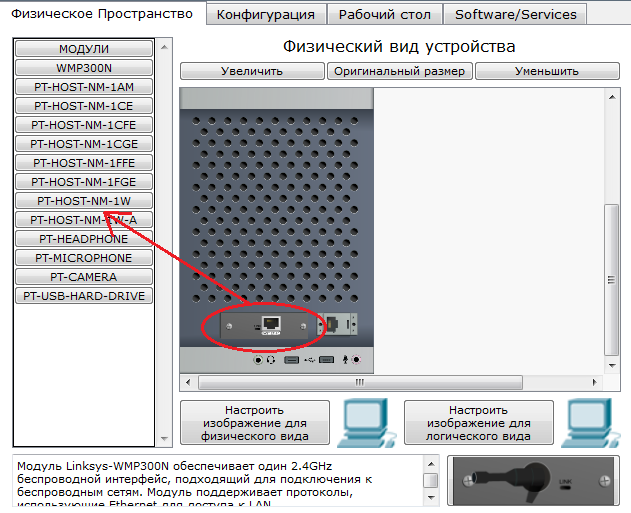 Физическое Пространство
Конфигурация
Рабочий стол
Software/Services
МОДУЛИ
WMP300N
PT-HOST-NM-1AM
PT-HOST-NM-1CE
PT-HOST-NM-1CFE
PT-HOST-NM-1CGE
PT-HOST-NM-1FFE
PT-HOST-NM-1FGE
PT-HOST-NM-1W
PT-HOST-NM-1W-A
PT-HEADPHONE
PT-MICROPHONE
PT-CAMERA
PT-USB-HARD-DRIVE
Физический вид устройства
Увеличить
Оригинальный размер
Уменьшить
Настроить
изображение для
физического вида
Настроить
изображение для
логического вида
Модуль Linksys-WMP300N обеспечивает один 2.4GHz
беспроводной интерфейс, подходящий для подключения к
беспроводным сетям. Модуль поддерживает протоколы,
использующие Ethernet для доступа к LAN.
LINK